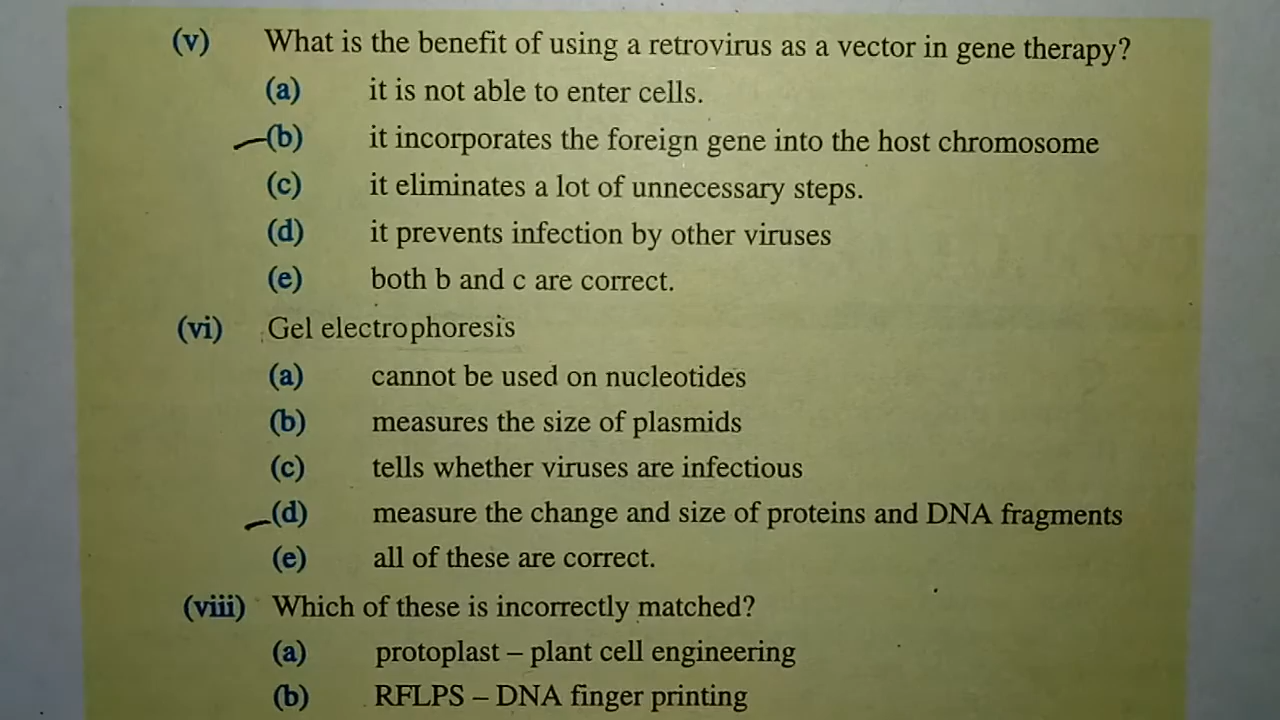 (v) What is the benefit of using a retrovirus as a vector in gene therapy?
(a) it is not able to enter cells.
(b) it incorporates the foreign gene into the host chromosome
(c) it eliminates a lot of unnecessary steps.
(d) it prevents infection by other viruses
(e) both b and c are correct.
(vi) Gel electrophoresis
(a) cannot be used on nucleotides
(b) measures the size of plasmids
(c) tells whether viruses are infectious
(d) measure the change and size of proteins and DNA fragments
(e) all of these are correct.
(viii) Which of these is incorrectly matched?
(a) protoplast – plant cell engineering
(b) RFLPS – DNA finger printing